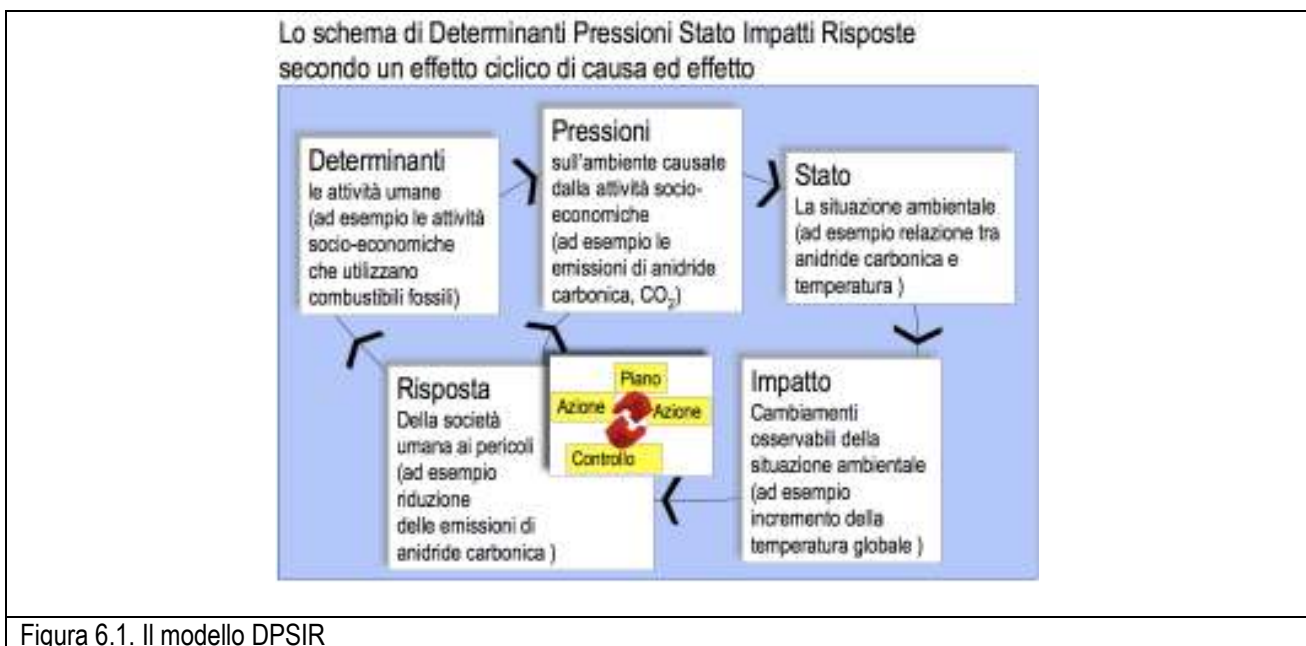 Lo schema di Determinanti Pressioni Stato Impatti Risposte
secondo un effetto ciclico di causa ed effetto
Determinanti
le attività umane
(ad esempio le attività
socio-economiche
che utilizzano
combustibili fossili)
Pressioni
sull'ambiente causate
dalla attività socio-
economiche
(ad esempio le
emissioni di anidride
carbonica, CO2)
Stato
La situazione ambientale
(ad esempio relazione tra
anidride carbonica e
temperatura )
Impatto
Cambiamenti
osservabili della
situazione ambientale
(ad esempio
incremento della
temperatura globale )
Risposta
Della società
umana ai pericoli
(ad esempio
riduzione
delle emissioni di
anidride carbonica )
Piano
Azione
Azione
Controllo
Figura 6.1. Il modello DPSIR